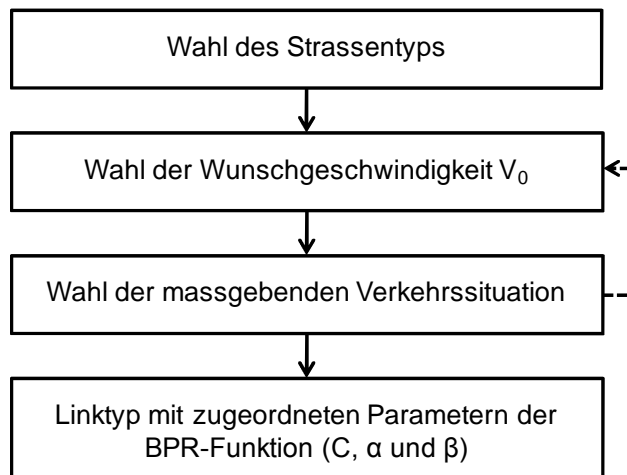 Wahl des Strassentyps
Wahl der Wunschgeschwindigkeit V₀
Wahl der massgebenden Verkehrssituation
Linktyp mit zugeordneten Parametern der
BPR-Funktion (C, α und β)